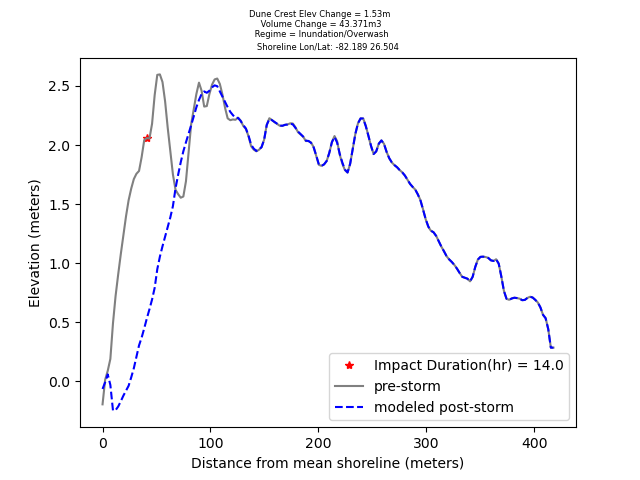 Dune Crest Elev Change = 1.53m
Volume Change = 43.371m3
Regime = Inundation/Overwash
Shoreline Lon/Lat: -82.189 26.504
Elevation (meters)
2.5
2.0
1.5
1.0
0.5
0.0
Impact Duration(hr) = 14.0
pre-storm
modeled post-storm
0 100 200 300 400
Distance from mean shoreline (meters)